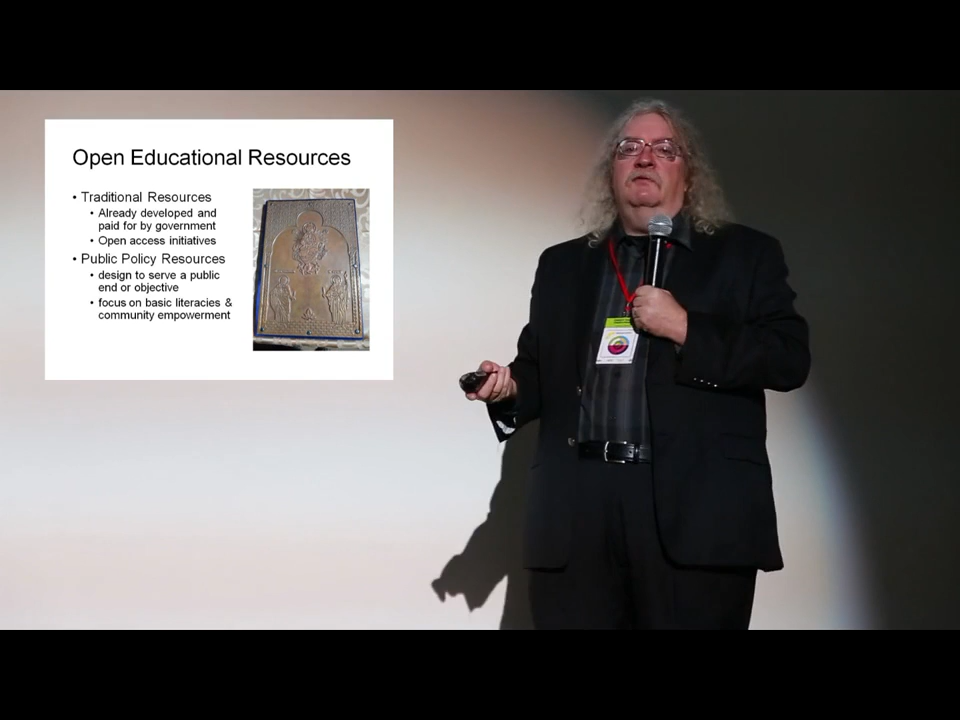 Open Educational Resources
• Traditional Resources
• Already developed and
paid for by government
• Open access initiatives
• Public Policy Resources
• design to serve a public
end or objective
• focus on basic literacies &
community empowerment